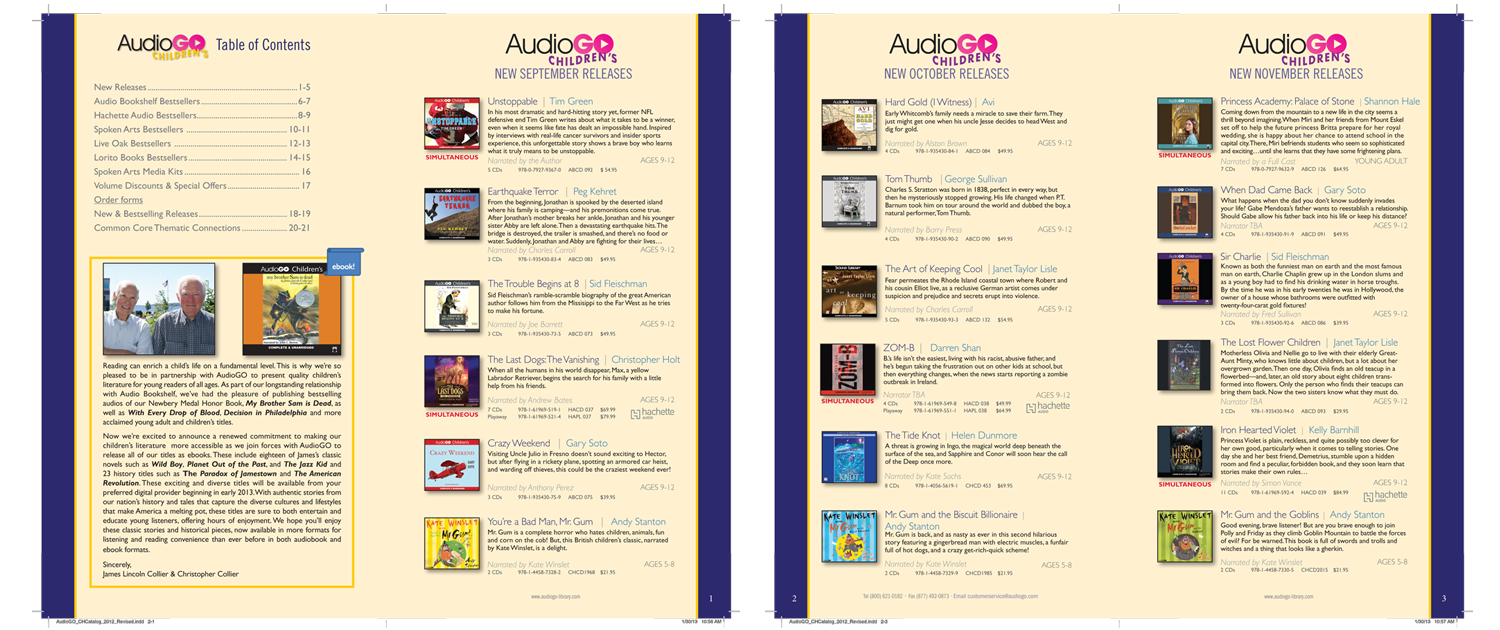 AudioGO
CHILDREN'S
Table of Contents
New Releases 1-5
Audio Bookshelf Bestsellers 6-7
Hachette Audio Bestsellers 8-9
Spoken Arts Bestsellers 10-11
Live Oak Bestsellers 12-13
Lorito Books Bestsellers 14-15
Spoken Arts Media Kits 16
Volume Discounts & Special Offers 17
Order forms
New & Bestselling Releases 18-19
Common Core Thematic Connections 20-21
ebook!
AudioGO Children's
my brother Sam is dead
COMPLETE & UNABRIDGED
Reading can enrich a child's life on a fundamental level. This is why we're so
pleased to be in partnership with AudioGO to present quality children's
literature for young readers of all ages. As part of our longstanding relationship
with Audio Bookshelf, we've had the pleasure of publishing bestselling
audios of our Newbery Medal Honor Book, My Brother Sam is Dead, as
well as With Every Drop of Blood, Decision in Philadelphia and more
acclaimed young adult and children's titles.
Now we're excited to announce a renewed commitment to making our
children's literature more accessible as we join forces with AudioGO to
release all of our titles as ebooks. These include eighteen of James's classic
novels such as Wild Boy, Planet Out of the Past, and The Jazz Kid and
23 history titles such as The Paradox of Jamestown and The American
Revolution. These exciting and diverse titles will be available from your
preferred digital provider beginning in early 2013. With authentic stories from
our nation's history and tales that capture the diverse cultures and lifestyles
that make America a melting pot, these titles are sure to both entertain and
educate young listeners, offering hours of enjoyment. We hope you'll enjoy
these classic stories and historical pieces, now available in more formats for
listening and reading convenience than ever before in both audiobook and
ebook formats.
Sincerely,
James Lincoln Collier & Christopher Collier
AudioGO
CHILDREN'S
NEW SEPTEMBER RELEASES
Unstoppable | Tim Green
In his most dramatic and hard-hitting story yet, former NFL
defensive end Tim Green writes about what it takes to be a winner,
even when it seems like fate has dealt an impossible hand. Inspired
by interviews with real-life cancer survivors and insider sports
experience, this unforgettable story shows a brave boy who learns
what it truly means to be unstoppable.
SIMULTANEOUS
Narrated by the Author AGES 9-12
5 CDs 978-0-7927-9367-0 ABCD 092 $ 54.95
Earthquake Terror | Peg Kehret
From the beginning, Jonathan is spooked by the deserted island
where his family is camping—and his premonitions come true.
After Jonathan's mother breaks her ankle, Jonathan and his younger
sister Abby are left alone. Then a devastating earthquake hits. The
bridge is destroyed, the trailer is smashed, and there's no food or
water. Suddenly, Jonathan and Abby are fighting for their lives…
Narrated by Charles Carroll AGES 9-12
3 CDs 978-1-935430-83-4 ABCD 083 $49.95
The Trouble Begins at 8 | Sid Fleischman
Sid Fleischman's ramble-scramble biography of the great American
author follows him from the Mississippi to the Far West as he tries
to make his fortune.
Narrated by Joe Barrett AGES 9-12
3 CDs 978-1-935430-73-5 ABCD 073 $49.95
The Last Dogs: The Vanishing | Christopher Holt
When all the humans in his world disappear, Max, a yellow
Labrador Retriever, begins the search for his family with a little
help from his friends.
Narrated by Andrew Bates AGES 9-12
SIMULTANEOUS
7 CDs 978-1-61969-519-1 HACD 037 $69.99
Playaway 978-1-61969-521-4 HAPL 037 $79.99
hachette
AUDIO
Crazy Weekend | Gary Soto
Visiting Uncle Julio in Fresno doesn't sound exciting to Hector,
but after flying in a rickety plane, spotting an armored car heist,
and warding off thieves, this could be the craziest weekend ever!
Narrated by Anthony Perez AGES 9-12
3 CDs 978-1-935430-75-9 ABCD 075 $39.95
You're a Bad Man, Mr. Gum | Andy Stanton
Mr. Gum is a complete horror who hates children, animals, fun
and corn on the cob! But, this British children's classic, narrated
by Kate Winslet, is a delight.
Narrated by Kate Winslet AGES 5-8
2 CDs 978-1-4458-7328-2 CHCD1968 $21.95
www.audiogo-library.com
1
AudioGO
CHILDREN'S
NEW OCTOBER RELEASES
Hard Gold (I Witness) | Avi
Early Whitcomb's family needs a miracle to save their farm. They
just might get one when his uncle Jesse decides to head West and
dig for gold.
Narrated by Alston Brown AGES 9-12
4 CDs 978-1-935430-84-1 ABCD 084 $49.95
Tom Thumb | George Sullivan
Charles S. Stratton was born in 1838, perfect in every way, but
then he mysteriously stopped growing. His life changed when P.T.
Barnum took him on tour around the world and dubbed the boy, a
natural performer, Tom Thumb.
Narrated by Barry Press AGES 9-12
4 CDs 978-1-935430-90-2 ABCD 090 $49.95
The Art of Keeping Cool | Janet Taylor Lisle
Fear permeates the Rhode Island coastal town where Robert and
his cousin Elliot live, as a reclusive German artist comes under
suspicion and prejudice and secrets erupt into violence.
Narrated by Charles Carroll AGES 9-12
5 CDs 978-1-935430-93-3 ABCD 132 $54.95
ZOM-B | Darren Shan
B.'s life isn't the easiest, living with his racist, abusive father, and
he's begun taking the frustration out on other kids at school, but
then everything changes, when the news starts reporting a zombie
outbreak in Ireland.
Narrator TBA AGES 9-12
SIMULTANEOUS
4 CDs 978-1-61969-549-8 HACD 038 $49.99
Playaway 978-1-61969-551-1 HAPL 038 $64.99
hachette
AUDIO
The Tide Knot | Helen Dunmore
A threat is growing in Ingo, the magical world deep beneath the
surface of the sea, and Sapphire and Conor will soon hear the call
of the Deep once more.
Narrated by Kate Sachs AGES 9-12
8 CDs 978-1-4056-5619-1 CHCD 453 $69.95
Mr. Gum and the Biscuit Billionaire |
Andy Stanton
Mr. Gum is back, and as nasty as ever in this second hilarious
story featuring a gingerbread man with electric muscles, a funfair
full of hot dogs, and a crazy get-rich-quick scheme!
Narrated by Kate Winslet AGES 5-8
2 CDs 978-1-4458-7329-9 CHCD1985 $21.95
2
Tel (800) 621-0182 · Fax (877) 492-0873 · Email customerservice@audiogo.com
AudioGO
CHILDREN'S
NEW NOVEMBER RELEASES
Princess Academy: Palace of Stone | Shannon Hale
Coming down from the mountain to a new life in the city seems a
thrill beyond imagining. When Miri and her friends from Mount Eskel
set off to help the future princess Britta prepare for her royal
wedding, she is happy about her chance to attend school in the
capital city. There, Miri befriends students who seem so sophisticated
and exciting…until she learns that they have some frightening plans.
SIMULTANEOUS
Narrated by a Full Cast YOUNG ADULT
7 CDs 978-0-7927-9632-9 ABCD 126 $64.95
When Dad Came Back | Gary Soto
What happens when the dad you don't know suddenly invades
your life? Gabe Mendoza's father wants to reestablish a relationship.
Should Gabe allow his father back into his life or keep his distance?
Narrator TBA AGES 9-12
4 CDs 978-1-935430-91-9 ABCD 091 $49.95
Sir Charlie | Sid Fleischman
Known as both the funniest man on earth and the most famous
man on earth, Charlie Chaplin grew up in the London slums and
as a young boy had to find his drinking water in horse troughs.
By the time he was in his early twenties he was in Hollywood, the
owner of a house whose bathrooms were outfitted with
twenty-four-carat gold fixtures!
Narrated by Fred Sullivan AGES 9-12
3 CDs 978-1-935430-92-6 ABCD 086 $39.95
The Lost Flower Children | Janet Taylor Lisle
Motherless Olivia and Nellie go to live with their elderly Great-
Aunt Minty, who knows little about children, but a lot about her
overgrown garden. Then one day, Olivia finds an old teacup in a
flowerbed—and, later, an old story about eight children trans-
formed into flowers. Only the person who finds their teacups can
bring them back. Now the two sisters know what they must do.
Narrator TBA AGES 9-12
2 CDs 978-1-935430-94-0 ABCD 093 $29.95
Iron Hearted Violet | Kelly Barnhill
Princess Violet is plain, reckless, and quite possibly too clever for
her own good, particularly when it comes to telling stories. One
day she and her best friend, Demetrius, stumble upon a hidden
room and find a peculiar, forbidden book, and they soon learn that
stories make their own rules…
SIMULTANEOUS
Narrated by Simon Vance AGES 9-12
11 CDs 978-1-61969-592-4 HACD 039 $84.99
hachette
AUDIO
Mr. Gum and the Goblins | Andy Stanton
Good evening, brave listener! But are you brave enough to join
Polly and Friday as they climb Goblin Mountain to battle the forces
of evil? For be warned. This book is full of swords and trolls and
witches and a thing that looks like a gherkin.
Narrated by Kate Winslet AGES 5-8
2 CDs 978-1-4458-7330-5 CHCD2015 $21.95
www.audiogo-library.com
3
AudioGO_CHCatalog_2012_Revised.indd 2-1
1/30/13 10:56 AM
AudioGO_CHCatalog_2012_Revised.indd 2-3
1/30/13 10:57 AM